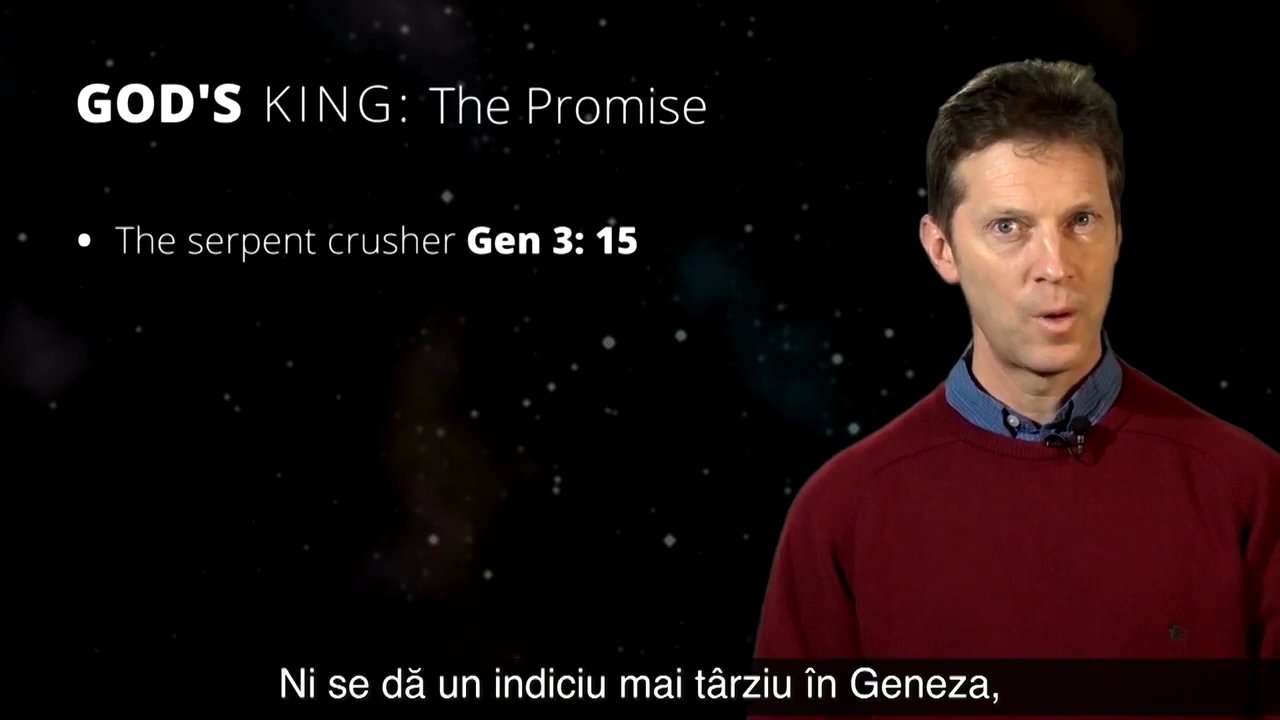 GOD'S KING: The Promise
• The serpent crusher Gen 3: 15
Ni se dă un indiciu mai târziu în Geneza,